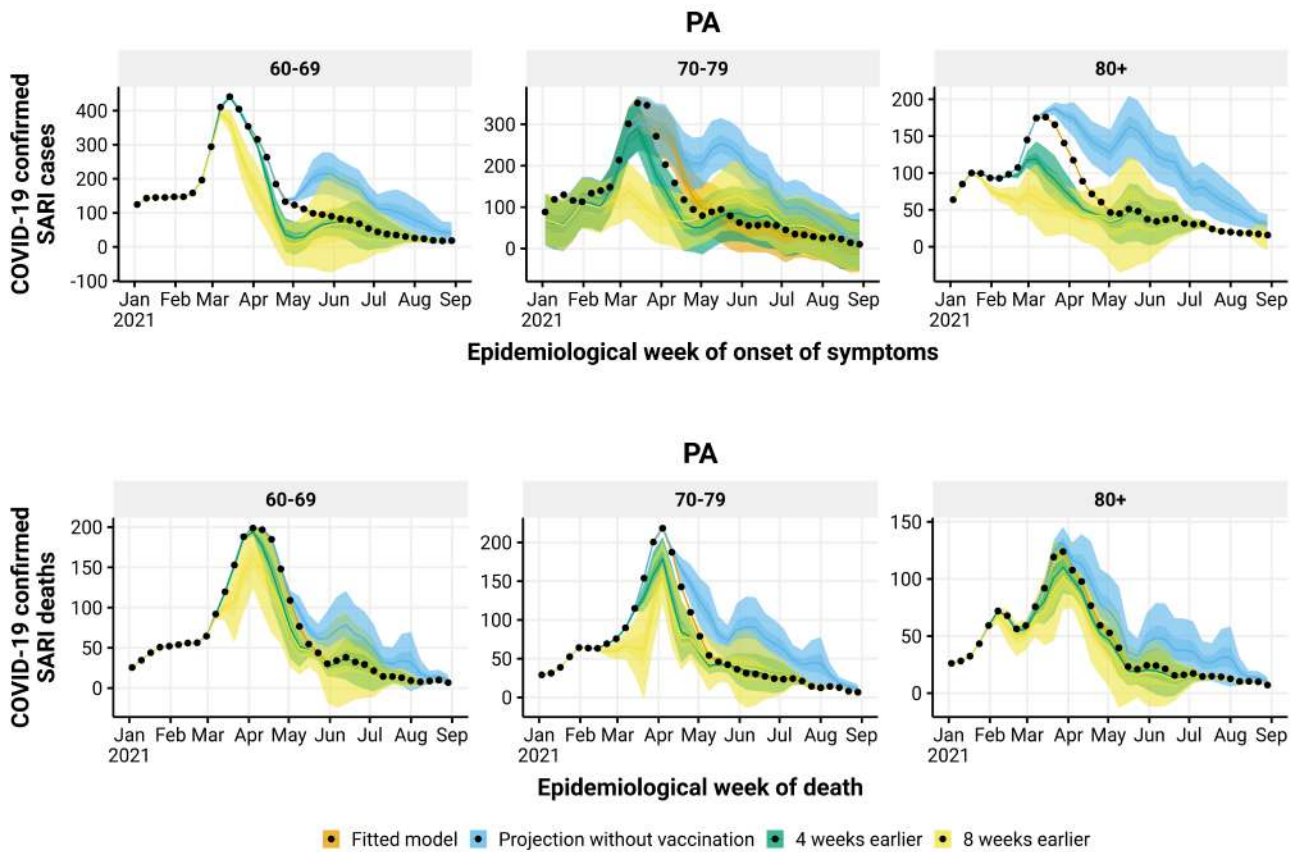 PA
60-69
70-79
80+
COVID-19 confirmed
SARI cases
400
300
200
100
0
-100
300
200
100
0
200
150
100
50
0
Jan Feb Mar Apr May Jun Jul Aug Sep
2021
Jan Feb Mar Apr May Jun Jul Aug Sep
2021
Jan Feb Mar Apr May Jun Jul Aug Sep
2021
Epidemiological week of onset of symptoms
PA
60-69
70-79
80+
COVID-19 confirmed
SARI deaths
200
150
100
50
0
200
150
100
50
0
150
100
50
0
Jan Feb Mar Apr May Jun Jul Aug Sep
2021
Jan Feb Mar Apr May Jun Jul Aug Sep
2021
Jan Feb Mar Apr May Jun Jul Aug Sep
2021
Epidemiological week of death
Fitted model Projection without vaccination 4 weeks earlier 8 weeks earlier